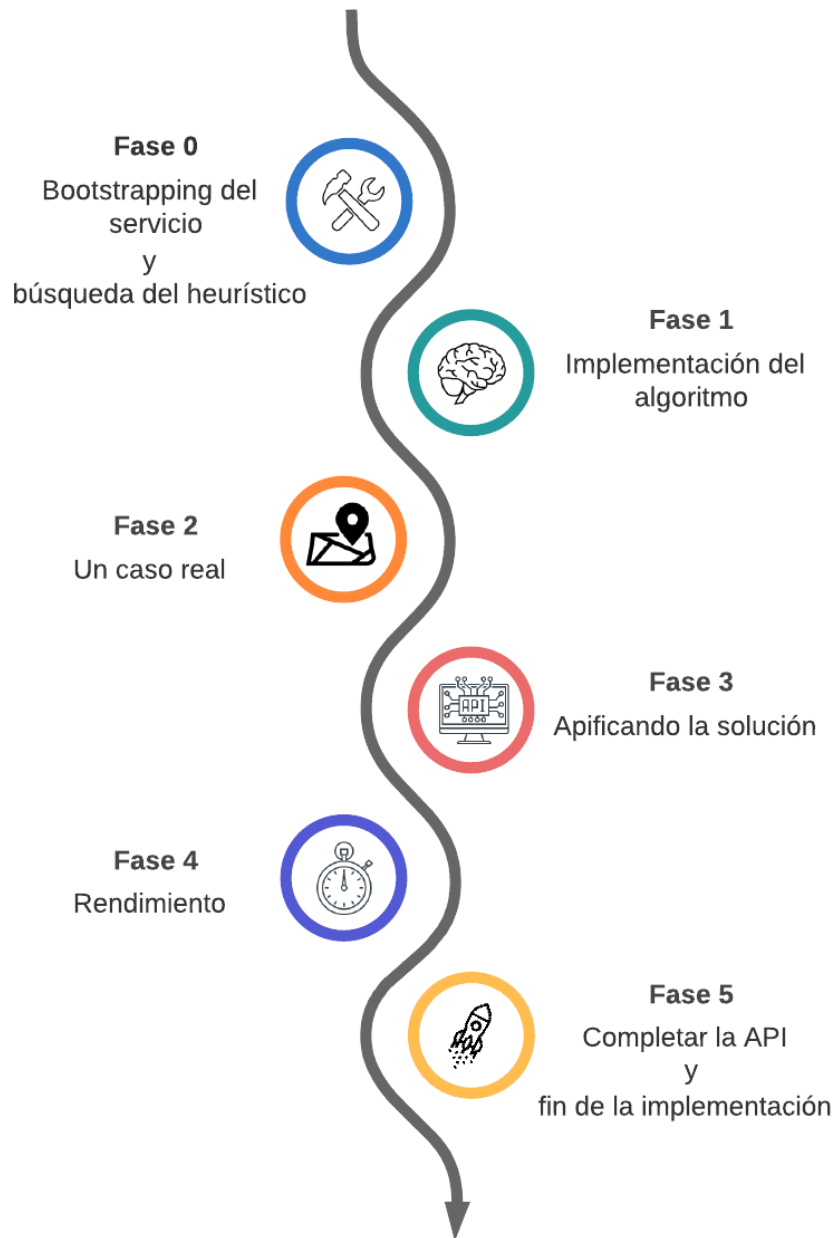 Fase 0
Bootstrapping del
servicio
y
búsqueda del heurístico
Fase 1
Implementación del
algoritmo
Fase 2
Un caso real
API
Fase 3
Apificando la solución
Fase 4
Rendimiento
Fase 5
Completar la API
y
fin de la implementación